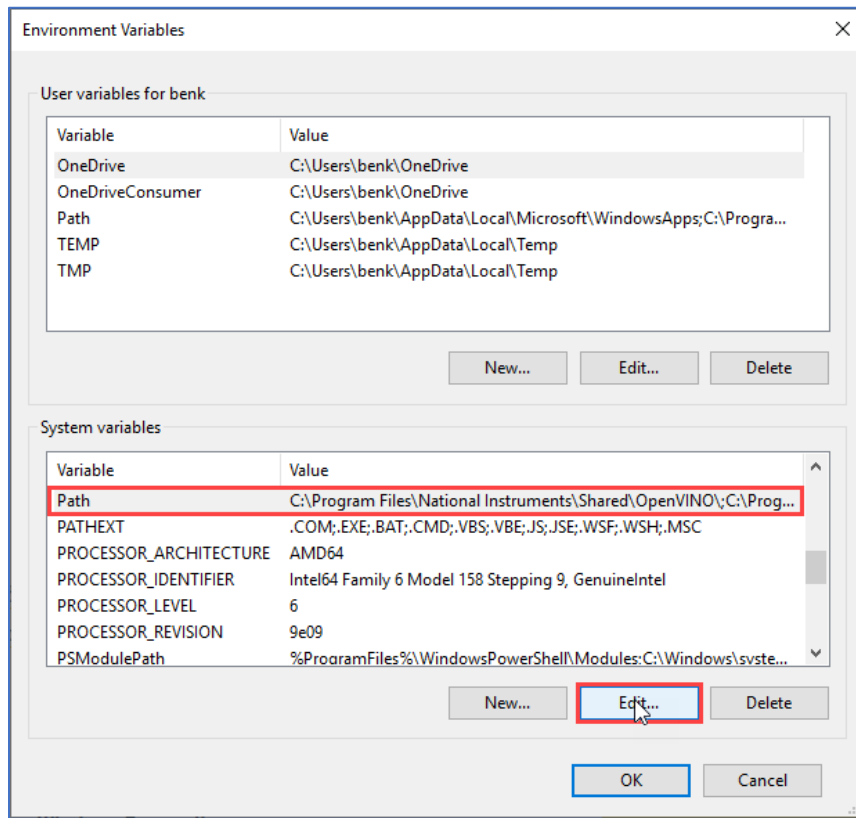 Environment Variables
User variables for benk
Variable Value
OneDrive C:\Users\benk\OneDrive
OneDriveConsumer C:\Users\benk\OneDrive
Path C:\Users\benk\AppData\Local\Microsoft\WindowsApps;C:\Progra...
TEMP C:\Users\benk\AppData\Local\Temp
TMP C:\Users\benk\AppData\Local\Temp
New... Edit... Delete
System variables
Variable Value
Path C:\Program Files\National Instruments\Shared\OpenVINO\;C:\Prog...
PATHEXT .COM;.EXE;.BAT;.CMD;.VBS;.VBE;.JS;.JSE;.WSF;.WSH;.MSC
PROCESSOR_ARCHITECTURE AMD64
PROCESSOR_IDENTIFIER Intel64 Family 6 Model 158 Stepping 9, GenuineIntel
PROCESSOR_LEVEL 6
PROCESSOR_REVISION 9e09
PSModulePath %ProgramFiles%\WindowsPowerShell\Modules;C:\Windows\syste...
New... Edit... Delete
OK Cancel